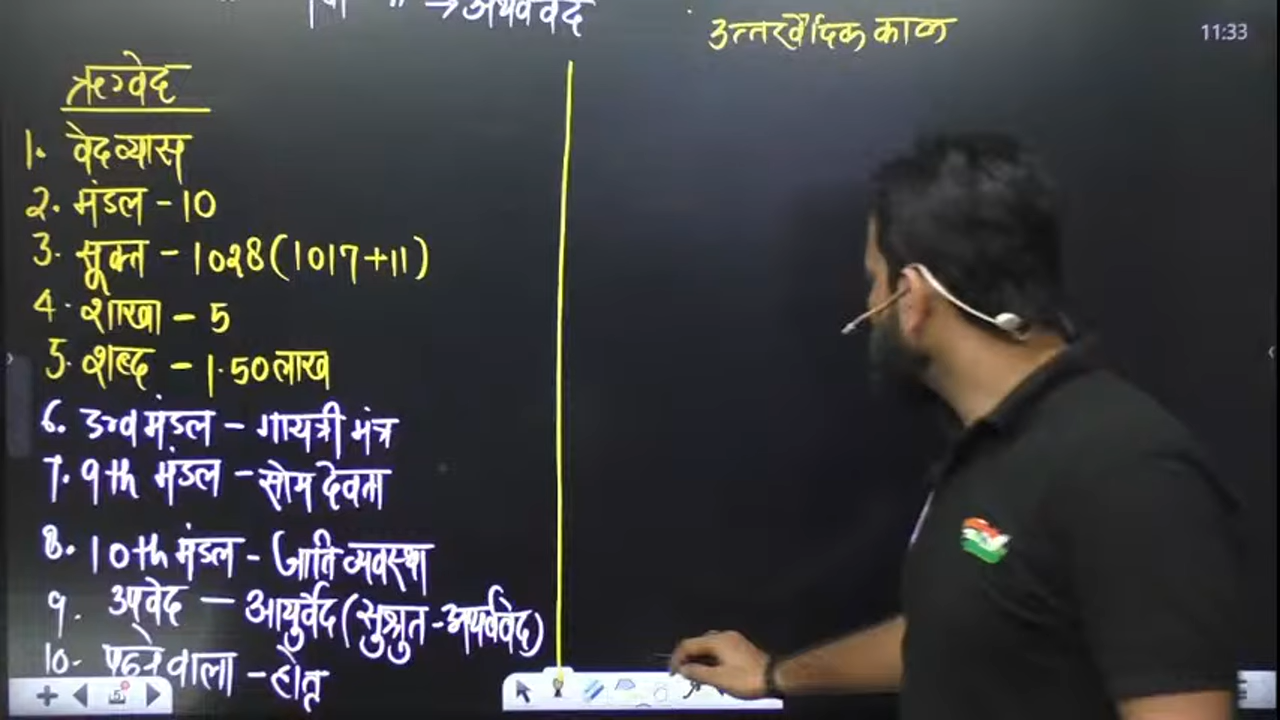 →अथर्ववेद
उत्तरवैदिक काल
11:33
ऋग्वेद
1. वेदव्यास
2. मंडल - 10
3. सूक्त - 1028 (1017+11)
4. शाखा - 5
5. शब्द - 1.50 लाख
6. 3rd मंडल - गायत्री मंत्र
7. 9th मंडल - सोम देवता
8. 10th मंडल - जाति व्यवस्था
9. उपवेद - आयुर्वेद (सुश्रुत - अथर्ववेद)
10- पढने वाला - होतृ